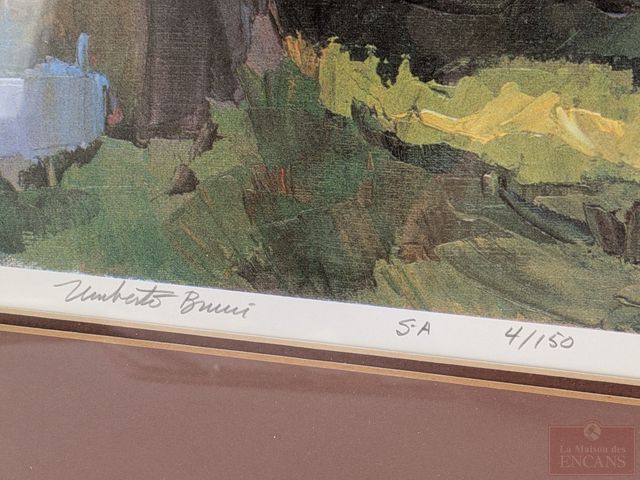 Umberto Bruni S-A 4/150
La Maison des
ENCANS